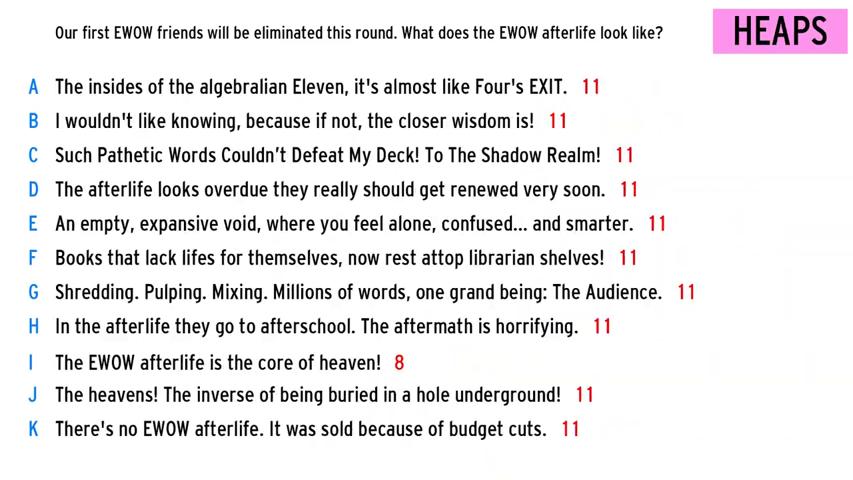 Our first EWOW friends will be eliminated this round. What does the EWOW afterlife look like?
HEAPS
A The insides of the algebralian Eleven, it's almost like Four's EXIT. 11
B I wouldn't like knowing, because if not, the closer wisdom is! 11
C Such Pathetic Words Couldn't Defeat My Deck! To The Shadow Realm! 11
D The afterlife looks overdue they really should get renewed very soon. 11
E An empty, expansive void, where you feel alone, confused... and smarter. 11
F Books that lack lifes for themselves, now rest attop librarian shelves! 11
G Shredding. Pulping. Mixing. Millions of words, one grand being: The Audience. 11
H In the afterlife they go to afterschool. The aftermath is horrifying. 11
I The EWOW afterlife is the core of heaven! 8
J The heavens! The inverse of being buried in a hole underground! 11
K There's no EWOW afterlife. It was sold because of budget cuts. 11